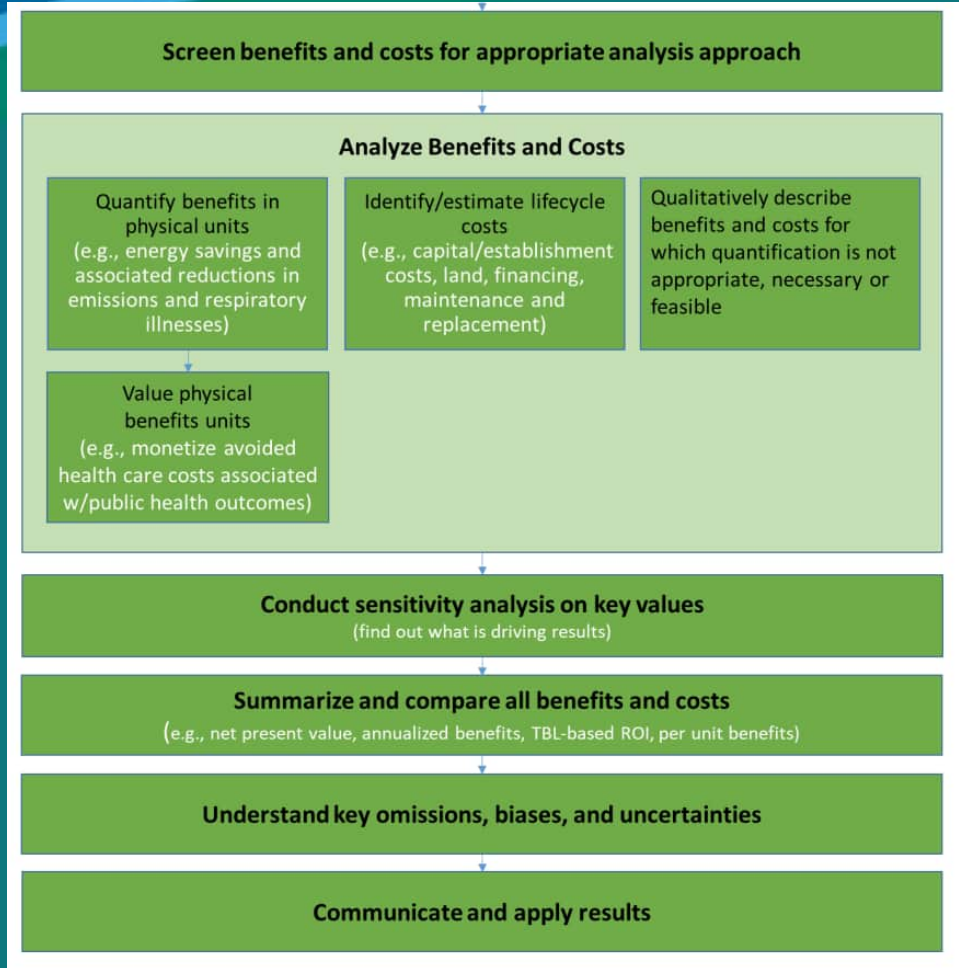 Screen benefits and costs for appropriate analysis approach
Analyze Benefits and Costs
Quantify benefits in
physical units
(e.g., energy savings and
associated reductions in
emissions and respiratory
illnesses)
Identify/estimate lifecycle
costs
(e.g., capital/establishment
costs, land, financing,
maintenance and
replacement)
Qualitatively describe
benefits and costs for
which quantification is not
appropriate, necessary or
feasible
Value physical
benefits units
(e.g., monetize avoided
health care costs associated
w/public health outcomes)
Conduct sensitivity analysis on key values
(find out what is driving results)
Summarize and compare all benefits and costs
(e.g., net present value, annualized benefits, TBL-based ROI, per unit benefits)
Understand key omissions, biases, and uncertainties
Communicate and apply results